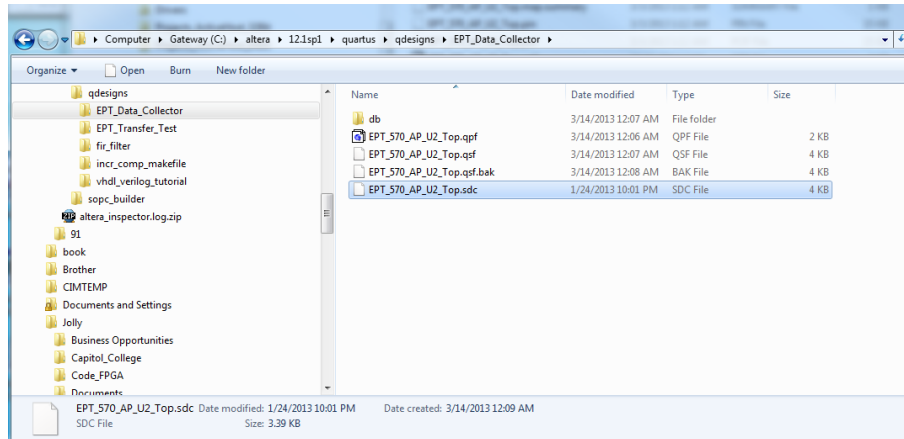 Computer ▸ Gateway (C:) ▸ altera ▸ 12.1sp1 ▸ quartus ▸ qdesigns ▸ EPT_Data_Collector ▸
Organize Open Burn New folder
qdesigns
EPT_Data_Collector
EPT_Transfer_Test
fir_filter
incr_comp_makefile
vhdl_verilog_tutorial
sopc_builder
altera_inspector.log.zip
91
book
Brother
CIMTEMP
Documents and Settings
Jolly
Business Opportunities
Capitol_College
Code_FPGA
Documents
Name Date modified Type Size
db 3/14/2013 12:07 AM File folder
EPT_570_AP_U2_Top.qpf 3/14/2013 12:06 AM QPF File 2 KB
EPT_570_AP_U2_Top.qsf 3/14/2013 12:07 AM QSF File 4 KB
EPT_570_AP_U2_Top.qsf.bak 3/14/2013 12:08 AM BAK File 4 KB
EPT_570_AP_U2_Top.sdc 1/24/2013 10:01 PM SDC File 4 KB
EPT_570_AP_U2_Top.sdc Date modified: 1/24/2013 10:01 PM Date created: 3/14/2013 12:09 AM
SDC File Size: 3.39 KB